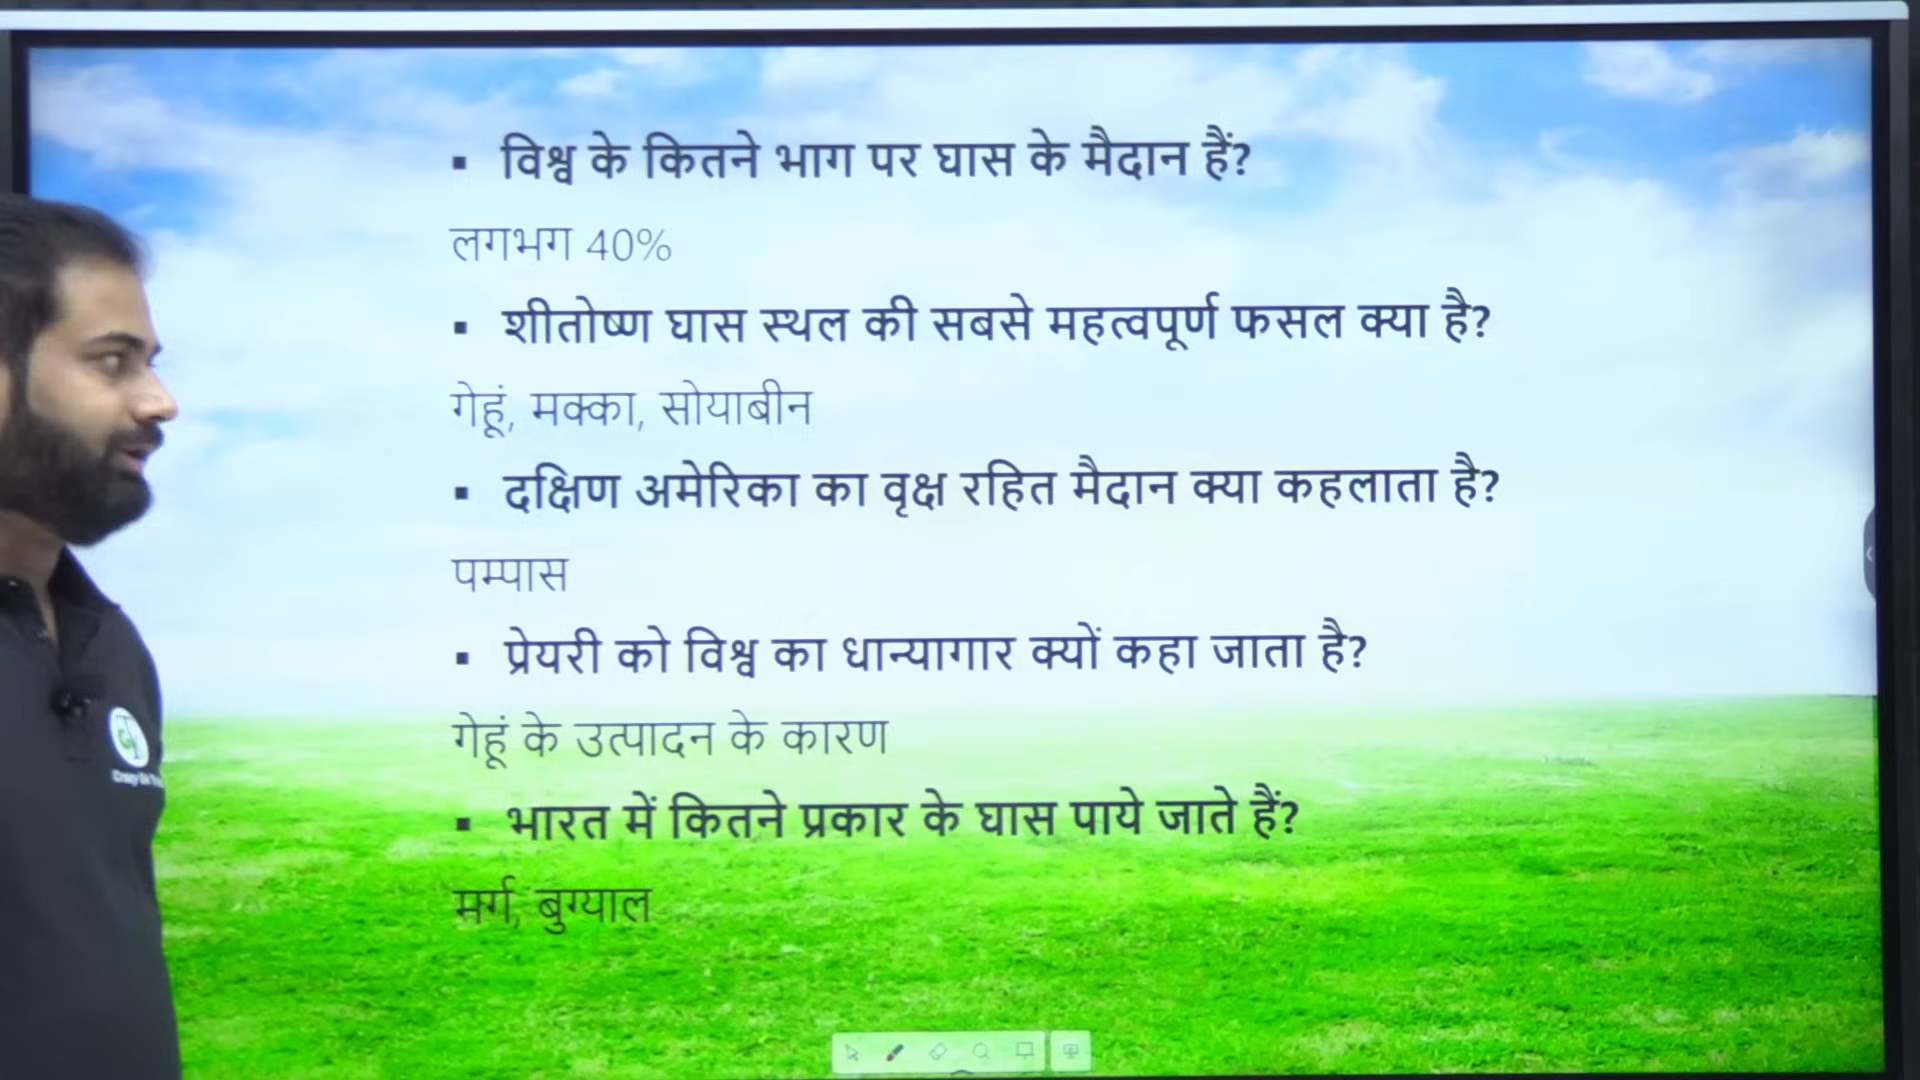 ▪ विश्व के कितने भाग पर घास के मैदान हैं?
लगभग 40%
▪ शीतोष्ण घास स्थल की सबसे महत्वपूर्ण फसल क्या है?
गेहूं, मक्का, सोयाबीन
▪ दक्षिण अमेरिका का वृक्ष रहित मैदान क्या कहलाता है?
पम्पास
▪ प्रेयरी को विश्व का धान्यागार क्यों कहा जाता है?
गेहूं के उत्पादन के कारण
▪ भारत में कितने प्रकार के घास पाये जाते हैं?
मर्ग, बुग्याल